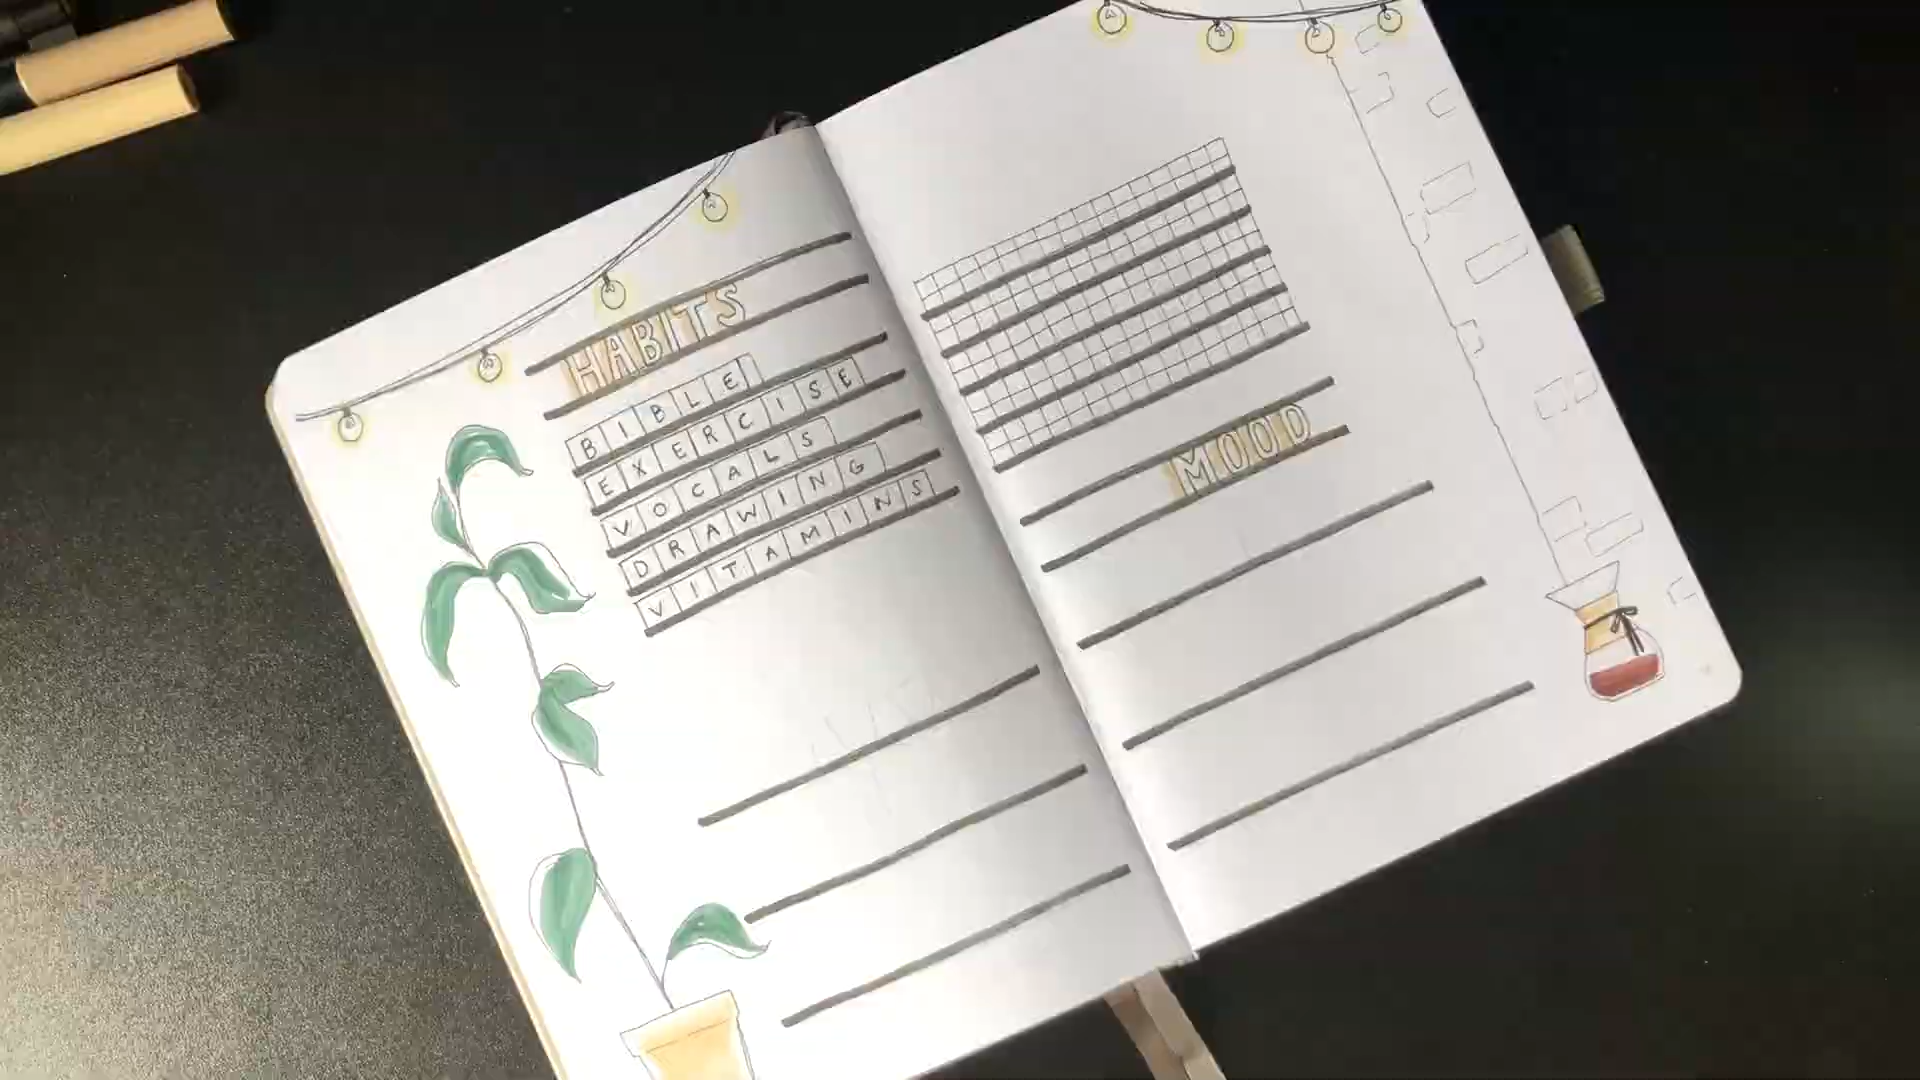 HABITS
BIBLE
EXERCISE
VOCALS
DRAWING
VITAMINS
MOOD